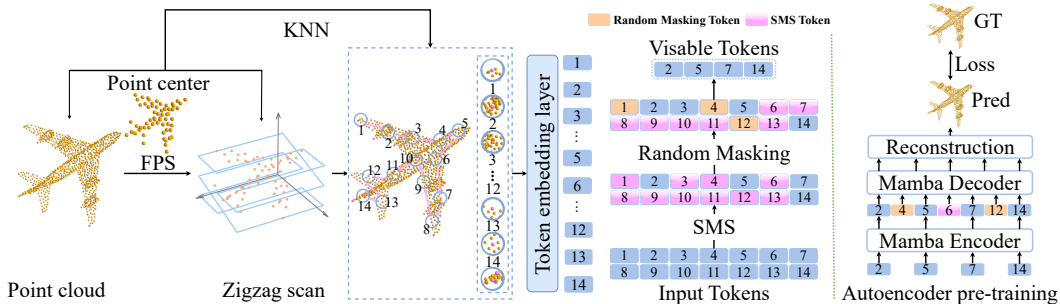 KNN
Point center
FPS
Point cloud
Zigzag scan
1
2
3
4
5
6
7
8
9
10
11
12
13
14
1
2
3
⋮
12
13
14
Token embedding layer
1
2
3
⋮
5
6
⋮
12
13
14
Random Masking Token
SMS Token
Visable Tokens
2 5 7 14
1 2 3 4 5 6 7
8 9 10 11 12 13 14
Random Masking
1 2 3 4 5 6 7
8 9 10 11 12 13 14
SMS
1 2 3 4 5 6 7
8 9 10 11 12 13 14
Input Tokens
GT
Loss
Pred
Reconstruction
Mamba Decoder
2 4 5 6 7 12 14
Mamba Encoder
2 5 7 14
Autoencoder pre-training